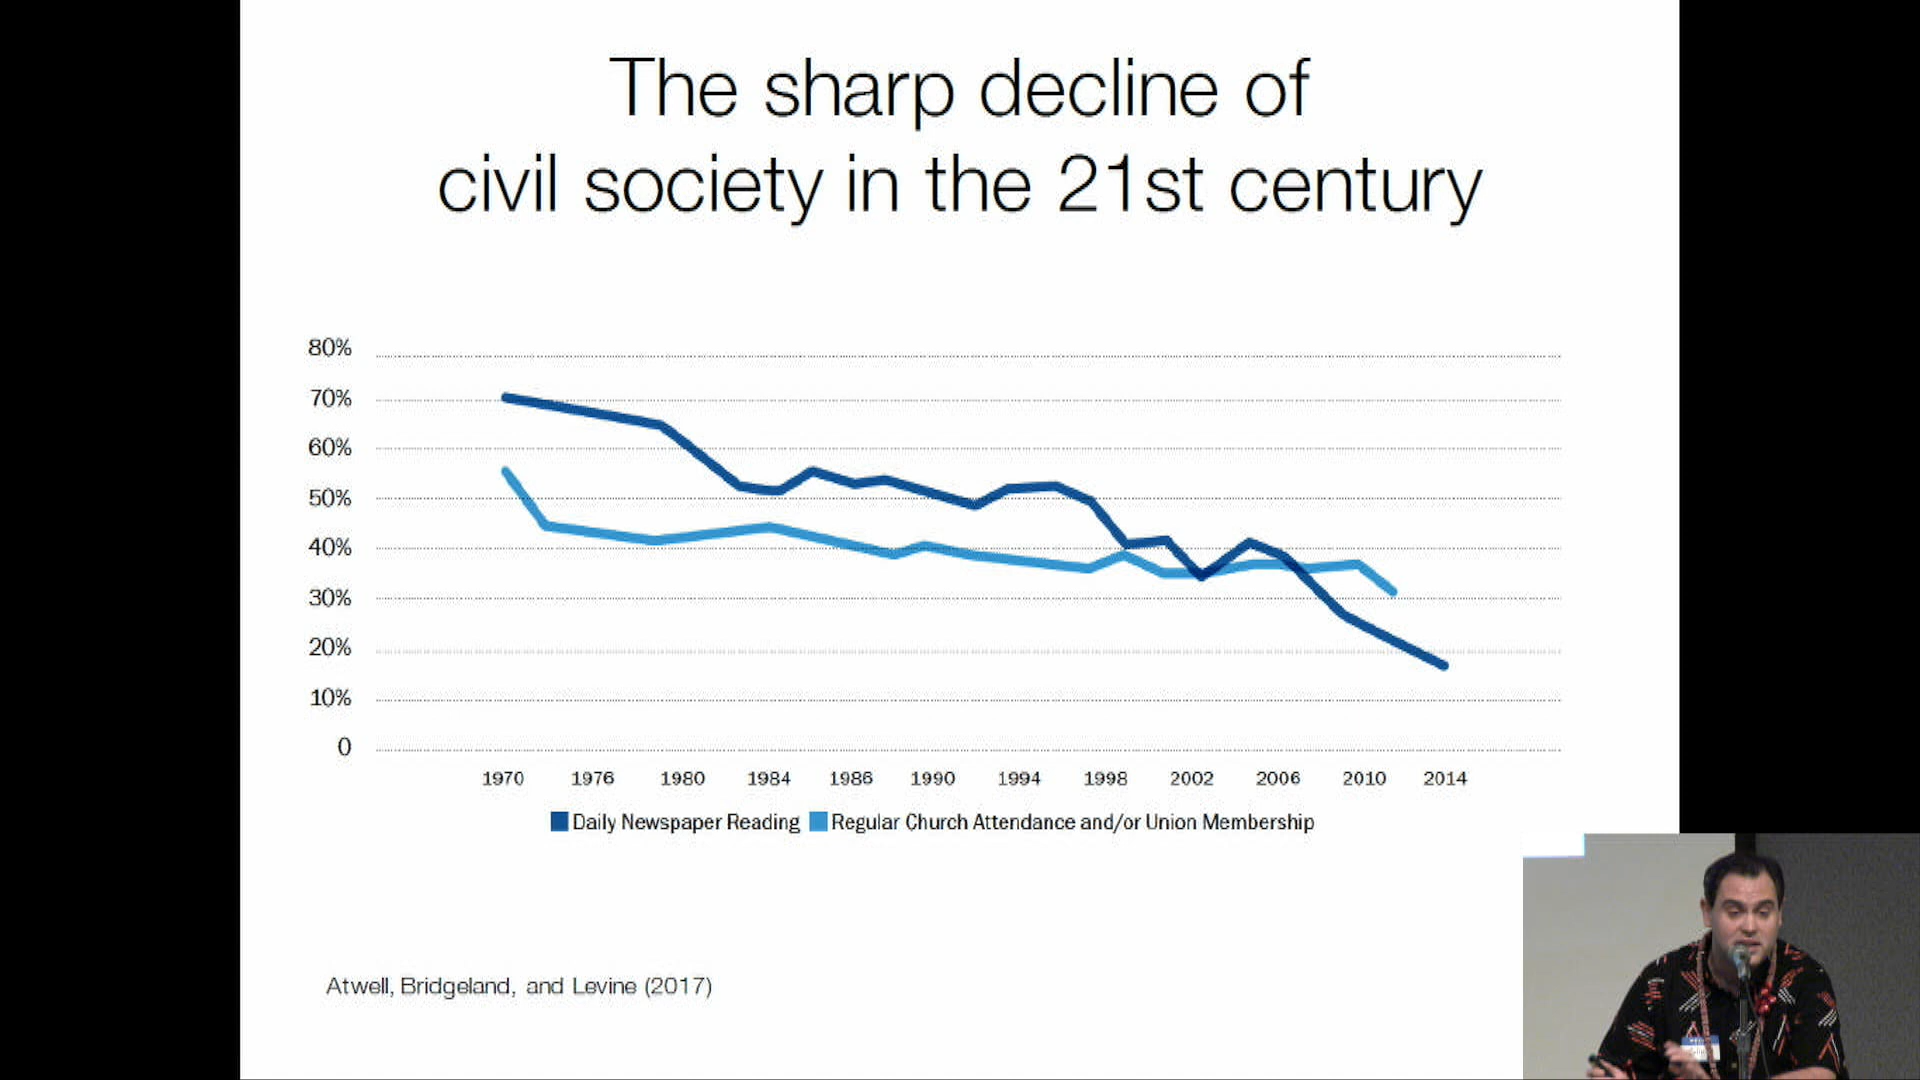 The sharp decline of
civil society in the 21st century
80%
70%
60%
50%
40%
30%
20%
10%
0
1970 1976 1980 1984 1986 1990 1994 1998 2002 2006 2010 2014
Daily Newspaper Reading Regular Church Attendance and/or Union Membership
Atwell, Bridgeland, and Levine (2017)